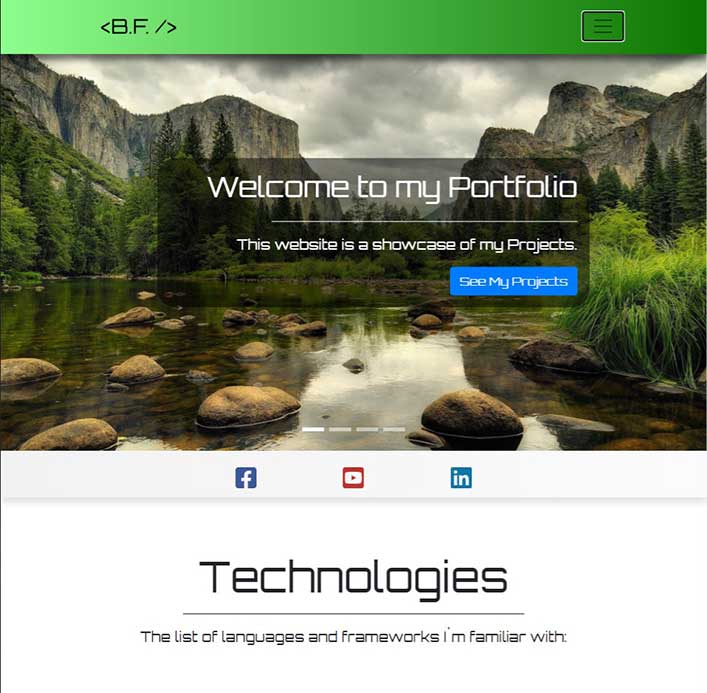 <B.F. />
Welcome to my Portfolio
This website is a showcase of my Projects.
See My Projects
Technologies
The list of languages and frameworks I'm familiar with: